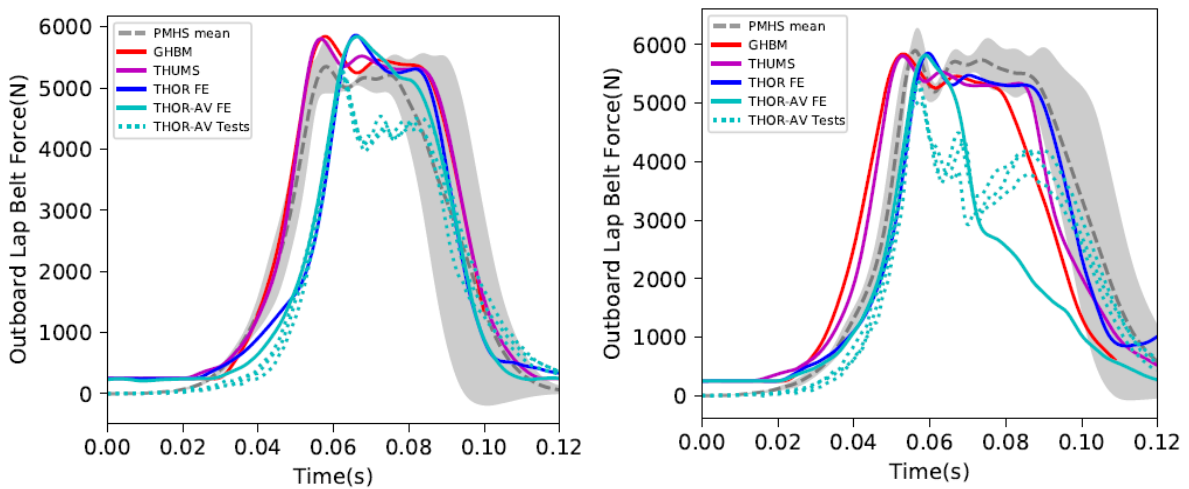 6000
5000
4000
3000
2000
1000
0
Outboard Lap Belt Force(N)
PMHS mean
GHBM
THUMS
THOR FE
THOR-AV FE
THOR-AV Tests
0.00 0.02 0.04 0.06 0.08 0.10 0.12
Time(s)
6000
5000
4000
3000
2000
1000
0
Outboard Lap Belt Force(N)
PMHS mean
GHBM
THUMS
THOR FE
THOR-AV FE
THOR-AV Tests
0.00 0.02 0.04 0.06 0.08 0.10 0.12
Time(s)